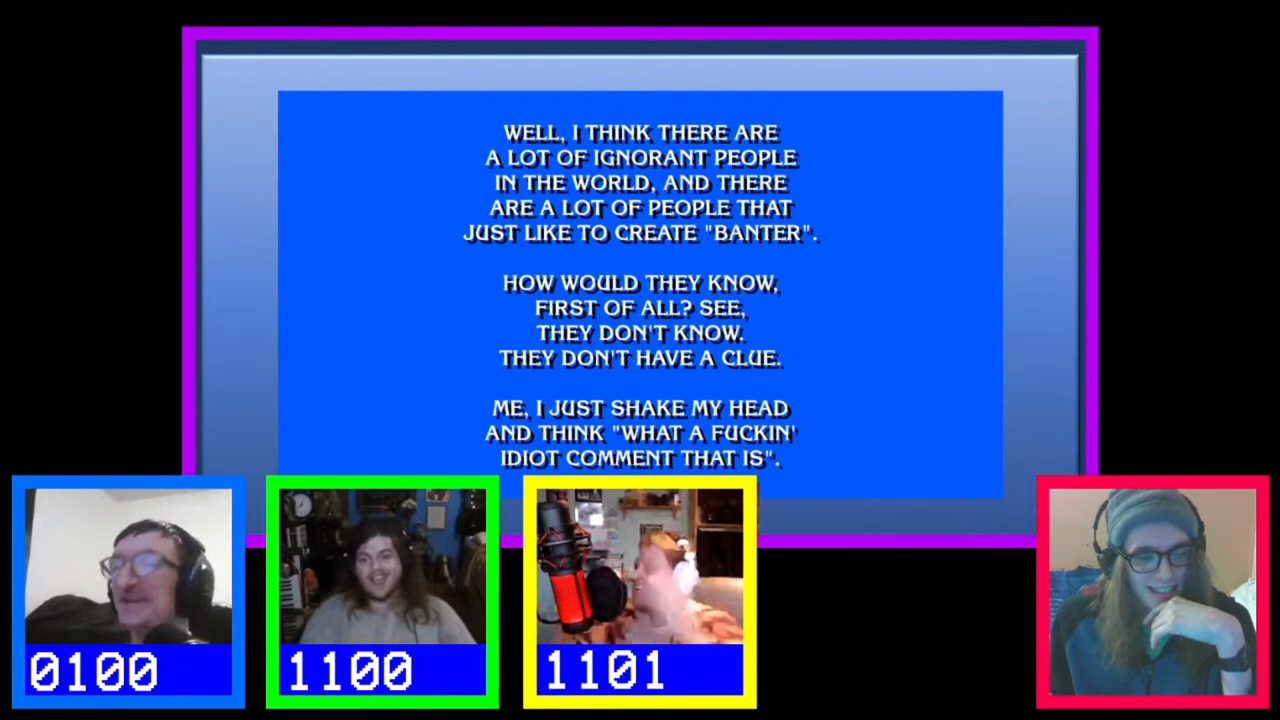 WELL, I THINK THERE ARE
A LOT OF IGNORANT PEOPLE
IN THE WORLD, AND THERE
ARE A LOT OF PEOPLE THAT
JUST LIKE TO CREATE "BANTER".
HOW WOULD THEY KNOW,
FIRST OF ALL? SEE,
THEY DON'T KNOW.
THEY DON'T HAVE A CLUE.
ME, I JUST SHAKE MY HEAD
AND THINK "WHAT A FUCKIN'
IDIOT COMMENT THAT IS".
0100
1100
1101